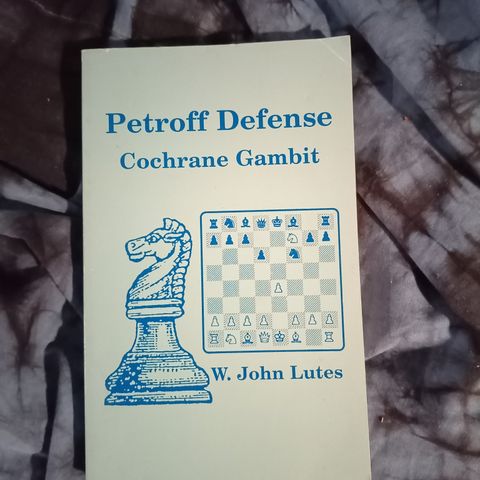 Petroff Defense
Cochrane Gambit
W. John Lutes